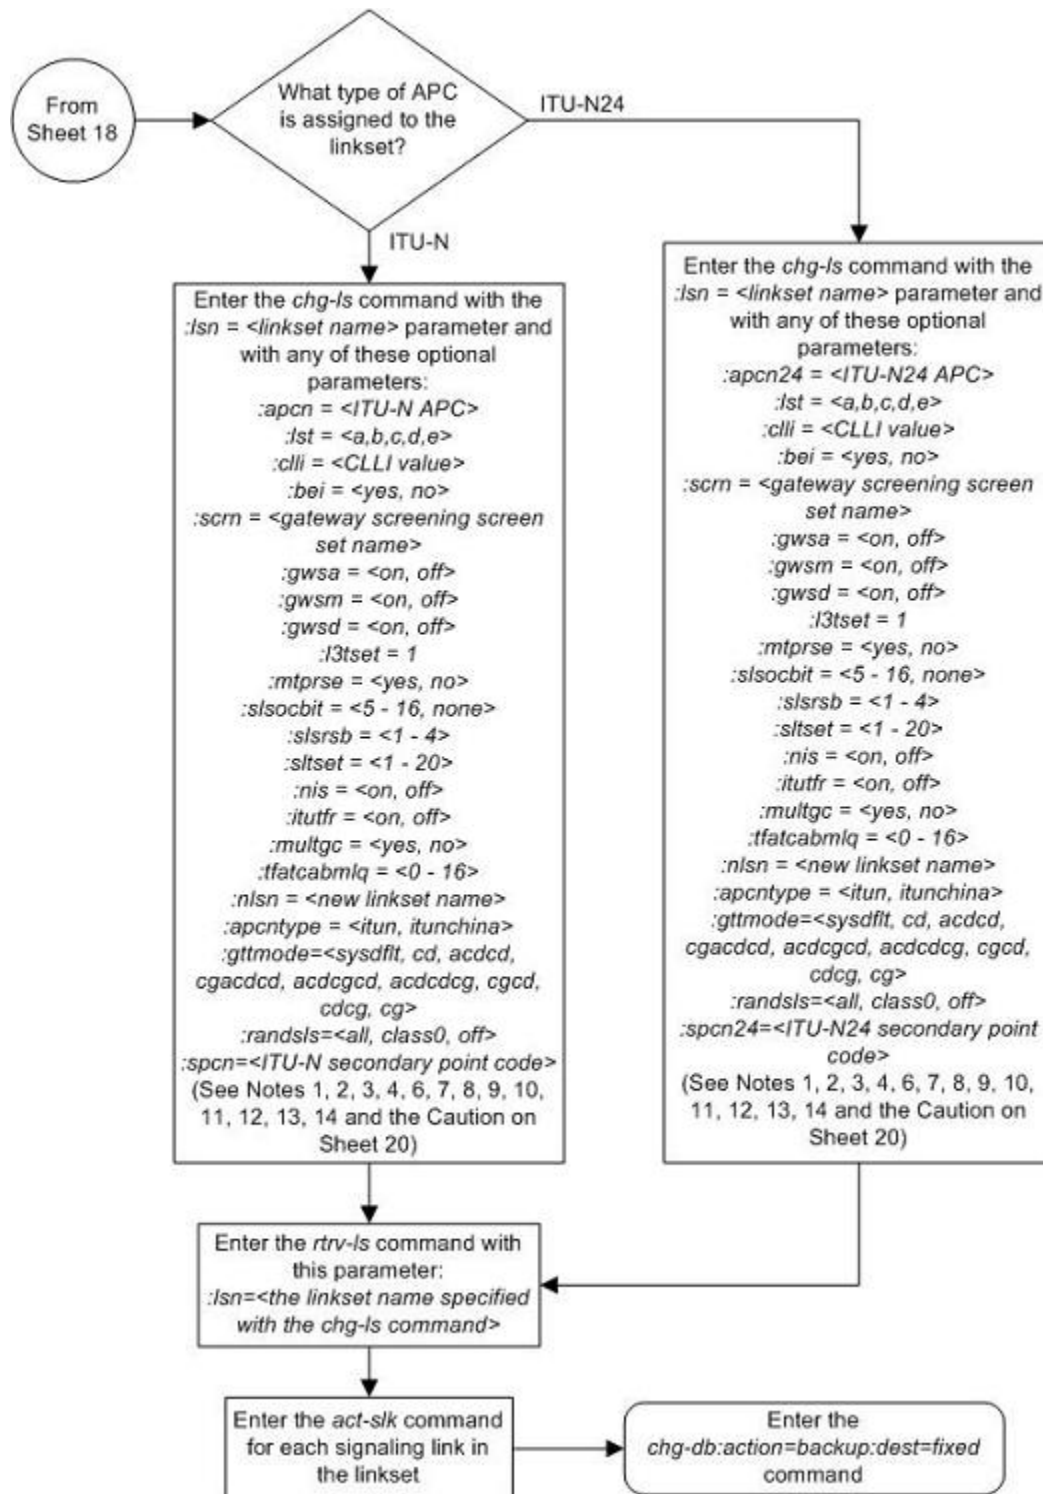 From
Sheet 18
What type of APC
is assigned to the
linkset?
ITU-N24
ITU-N
Enter the chg-ls command with the
:lsn = <linkset name> parameter and
with any of these optional
parameters:
:apcn = <ITU-N APC>
:lst = <a,b,c,d,e>
:clli = <CLLI value>
:bei = <yes, no>
:scrn = <gateway screening screen
set name>
:gwsa = <on, off>
:gwsm = <on, off>
:gwsd = <on, off>
:l3tset = 1
:mtprse = <yes, no>
:slsocbit = <5 - 16, none>
:slsrsb = <1 - 4>
:sltset = <1 - 20>
:nis = <on, off>
:itutfr = <on, off>
:multgc = <yes, no>
:tfatcabmlq = <0 - 16>
:nlsn = <new linkset name>
:apcntype = <itun, itunchina>
:gttmode=<sysdflt, cd, acdcd,
cgacdcd, acdcgcd, acdcdcg, cgcd,
cdcg, cg>
:randsls=<all, class0, off>
:spcn=<ITU-N secondary point code>
(See Notes 1, 2, 3, 4, 6, 7, 8, 9, 10,
11, 12, 13, 14 and the Caution on
Sheet 20)
Enter the chg-ls command with the
:lsn = <linkset name> parameter and
with any of these optional
parameters:
:apcn24 = <ITU-N24 APC>
:lst = <a,b,c,d,e>
:clli = <CLLI value>
:bei = <yes, no>
:scrn = <gateway screening screen
set name>
:gwsa = <on, off>
:gwsm = <on, off>
:gwsd = <on, off>
:l3tset = 1
:mtprse = <yes, no>
:slsocbit = <5 - 16, none>
:slsrsb = <1 - 4>
:sltset = <1 - 20>
:nis = <on, off>
:itutfr = <on, off>
:multgc = <yes, no>
:tfatcabmlq = <0 - 16>
:nlsn = <new linkset name>
:apcntype = <itun, itunchina>
:gttmode=<sysdflt, cd, acdcd,
cgacdcd, acdcgcd, acdcdcg, cgcd,
cdcg, cg>
:randsls=<all, class0, off>
:spcn24=<ITU-N24 secondary point
code>
(See Notes 1, 2, 3, 4, 6, 7, 8, 9, 10,
11, 12, 13, 14 and the Caution on
Sheet 20)
Enter the rtrv-ls command with
this parameter:
:lsn=<the linkset name specified
with the chg-ls command>
Enter the act-slk command
for each signaling link in
the linkset
Enter the
chg-db:action=backup:dest=fixed
command